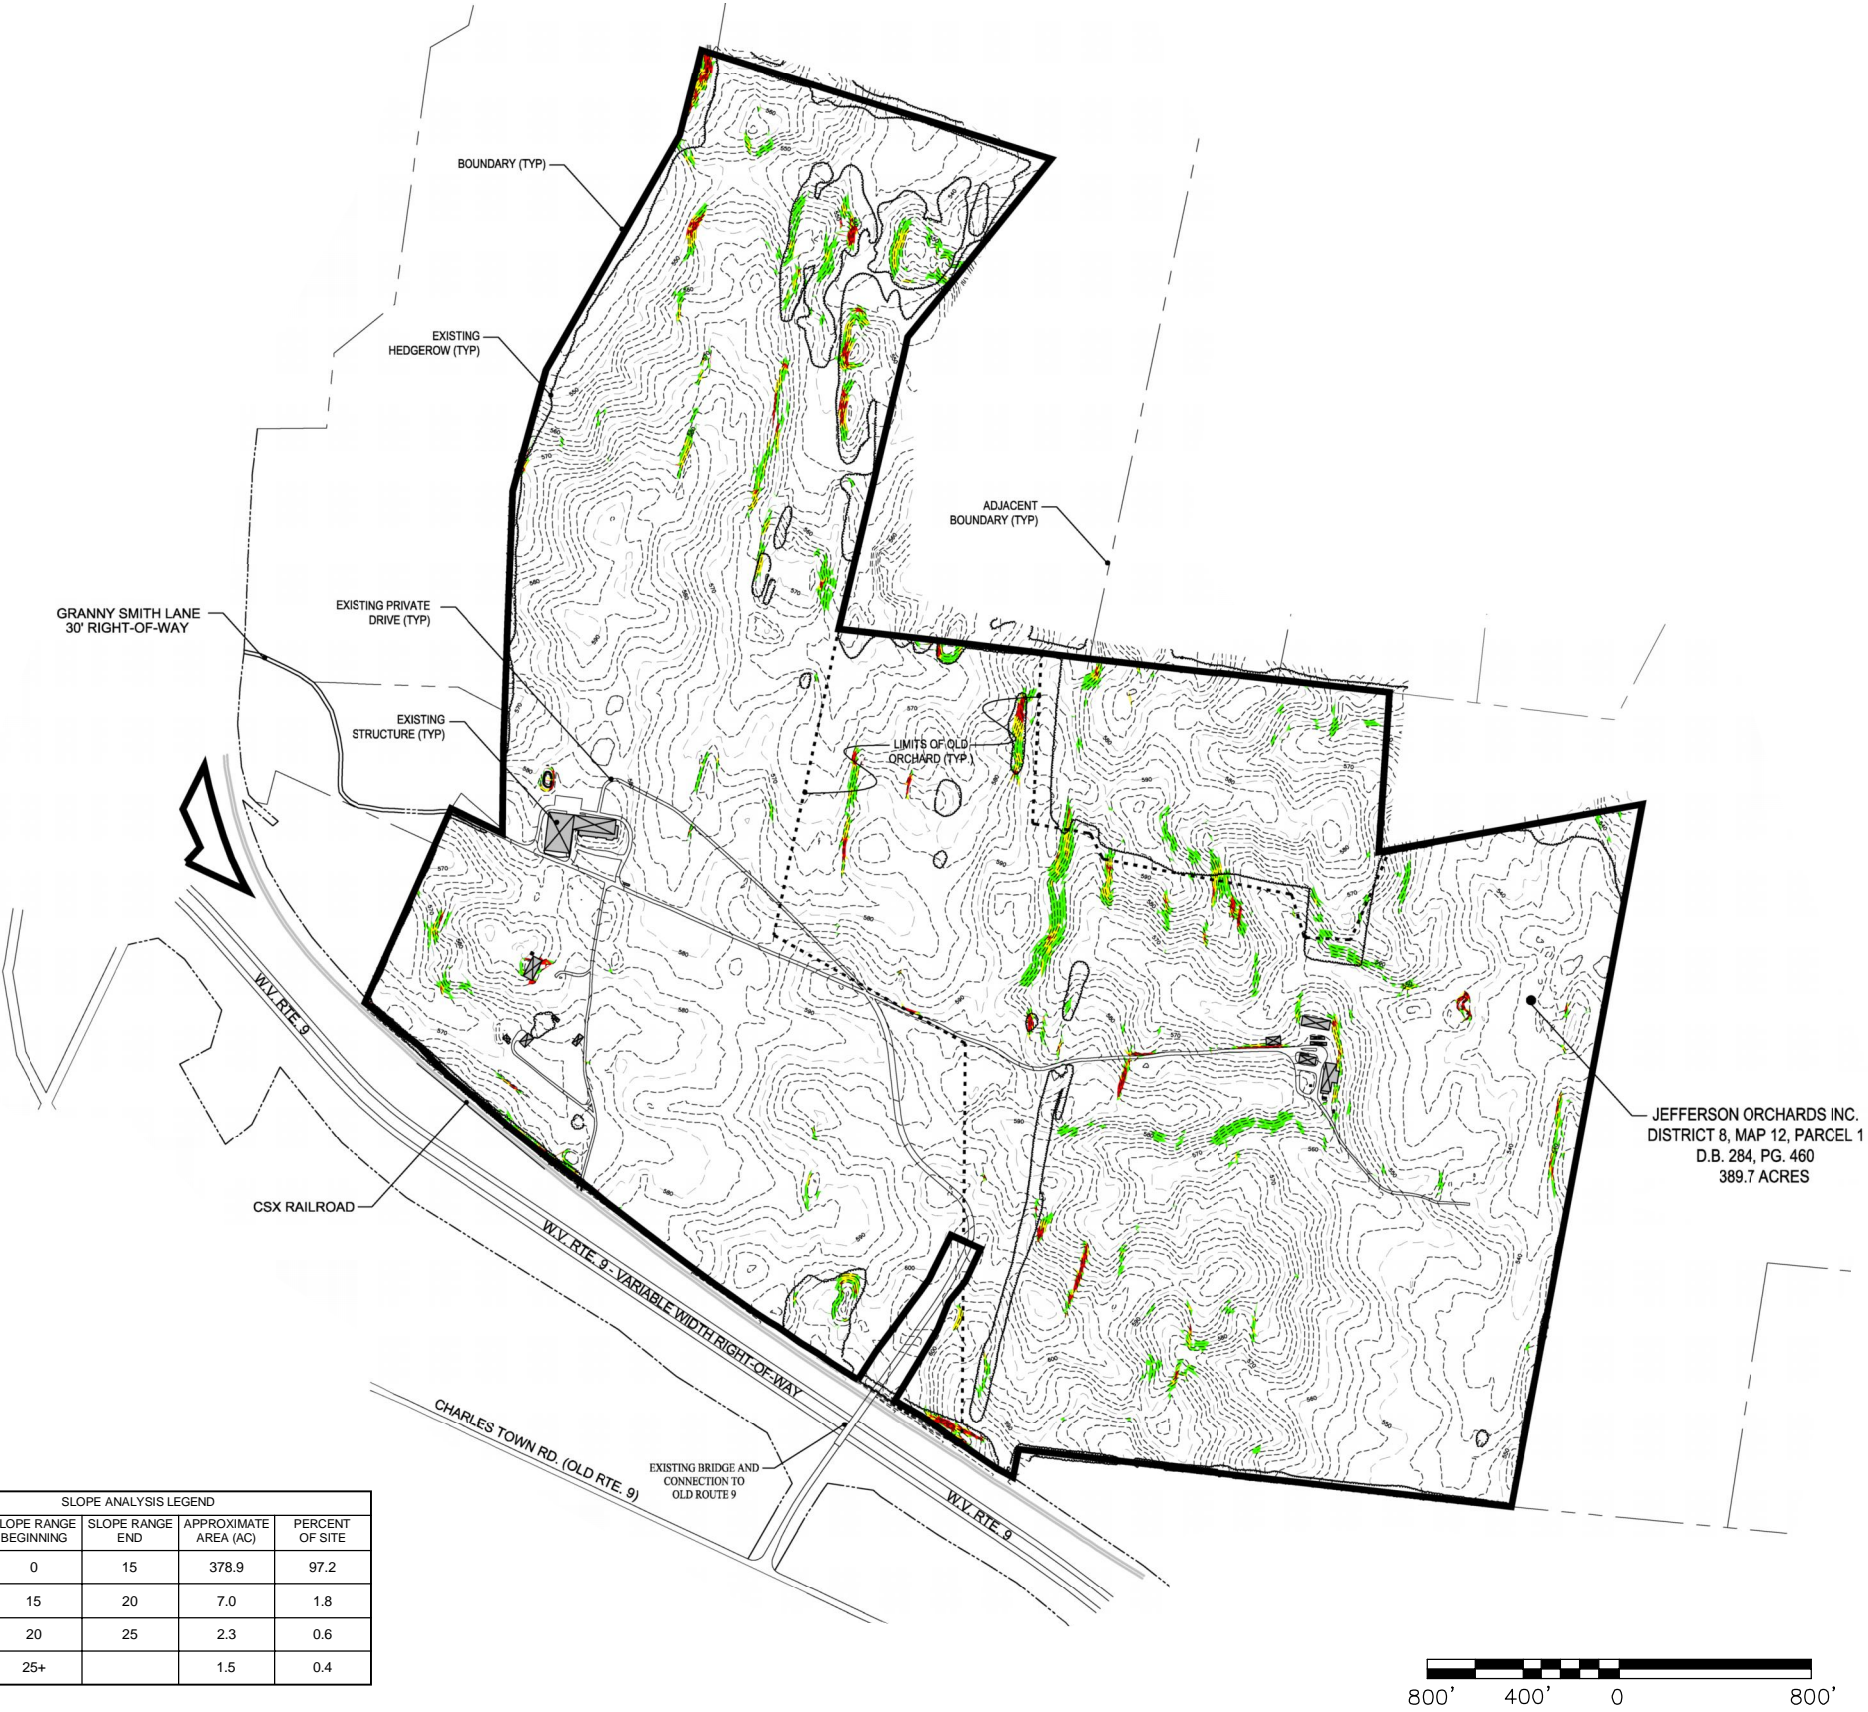 BOUNDARY (TYP)
EXISTING
HEDGEROW (TYP)
ADJACENT
BOUNDARY (TYP)
GRANNY SMITH LANE
30' RIGHT-OF-WAY
EXISTING PRIVATE
DRIVE (TYP)
EXISTING
STRUCTURE (TYP)
LIMITS OF OLD
ORCHARD (TYP.)
W.V. RTE. 9
JEFFERSON ORCHARDS INC.
DISTRICT 8, MAP 12, PARCEL 1
D.B. 284, PG. 460
389.7 ACRES
CSX RAILROAD
W.V. RTE. 9 - VARIABLE WIDTH RIGHT-OF-WAY
CHARLES TOWN RD. (OLD RTE. 9)
EXISTING BRIDGE AND
CONNECTION TO
OLD ROUTE 9
W.V. RTE. 9
SLOPE ANALYSIS LEGEND
LOPE RANGE SLOPE RANGE APPROXIMATE PERCENT
BEGINNING END AREA (AC) OF SITE
0 15 378.9 97.2
15 20 7.0 1.8
20 25 2.3 0.6
25+ 1.5 0.4
800' 400' 0 800'